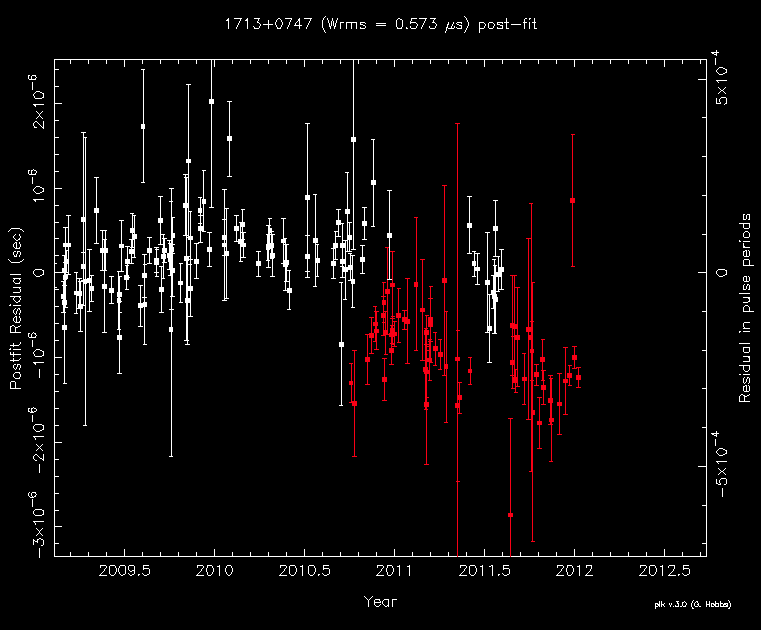 1713+0747 (Wrms = 0.573 μs) post-fit
Postfit Residual (sec)
2×10⁻⁶
10⁻⁶
0
-10⁻⁶
-2×10⁻⁶
-3×10⁻⁶
5×10⁻⁴
0
-5×10⁻⁴
Residual in pulse periods
2009.5 2010 2010.5 2011 2011.5 2012 2012.5
Year
plk v.3.0 (G. Hobbs)